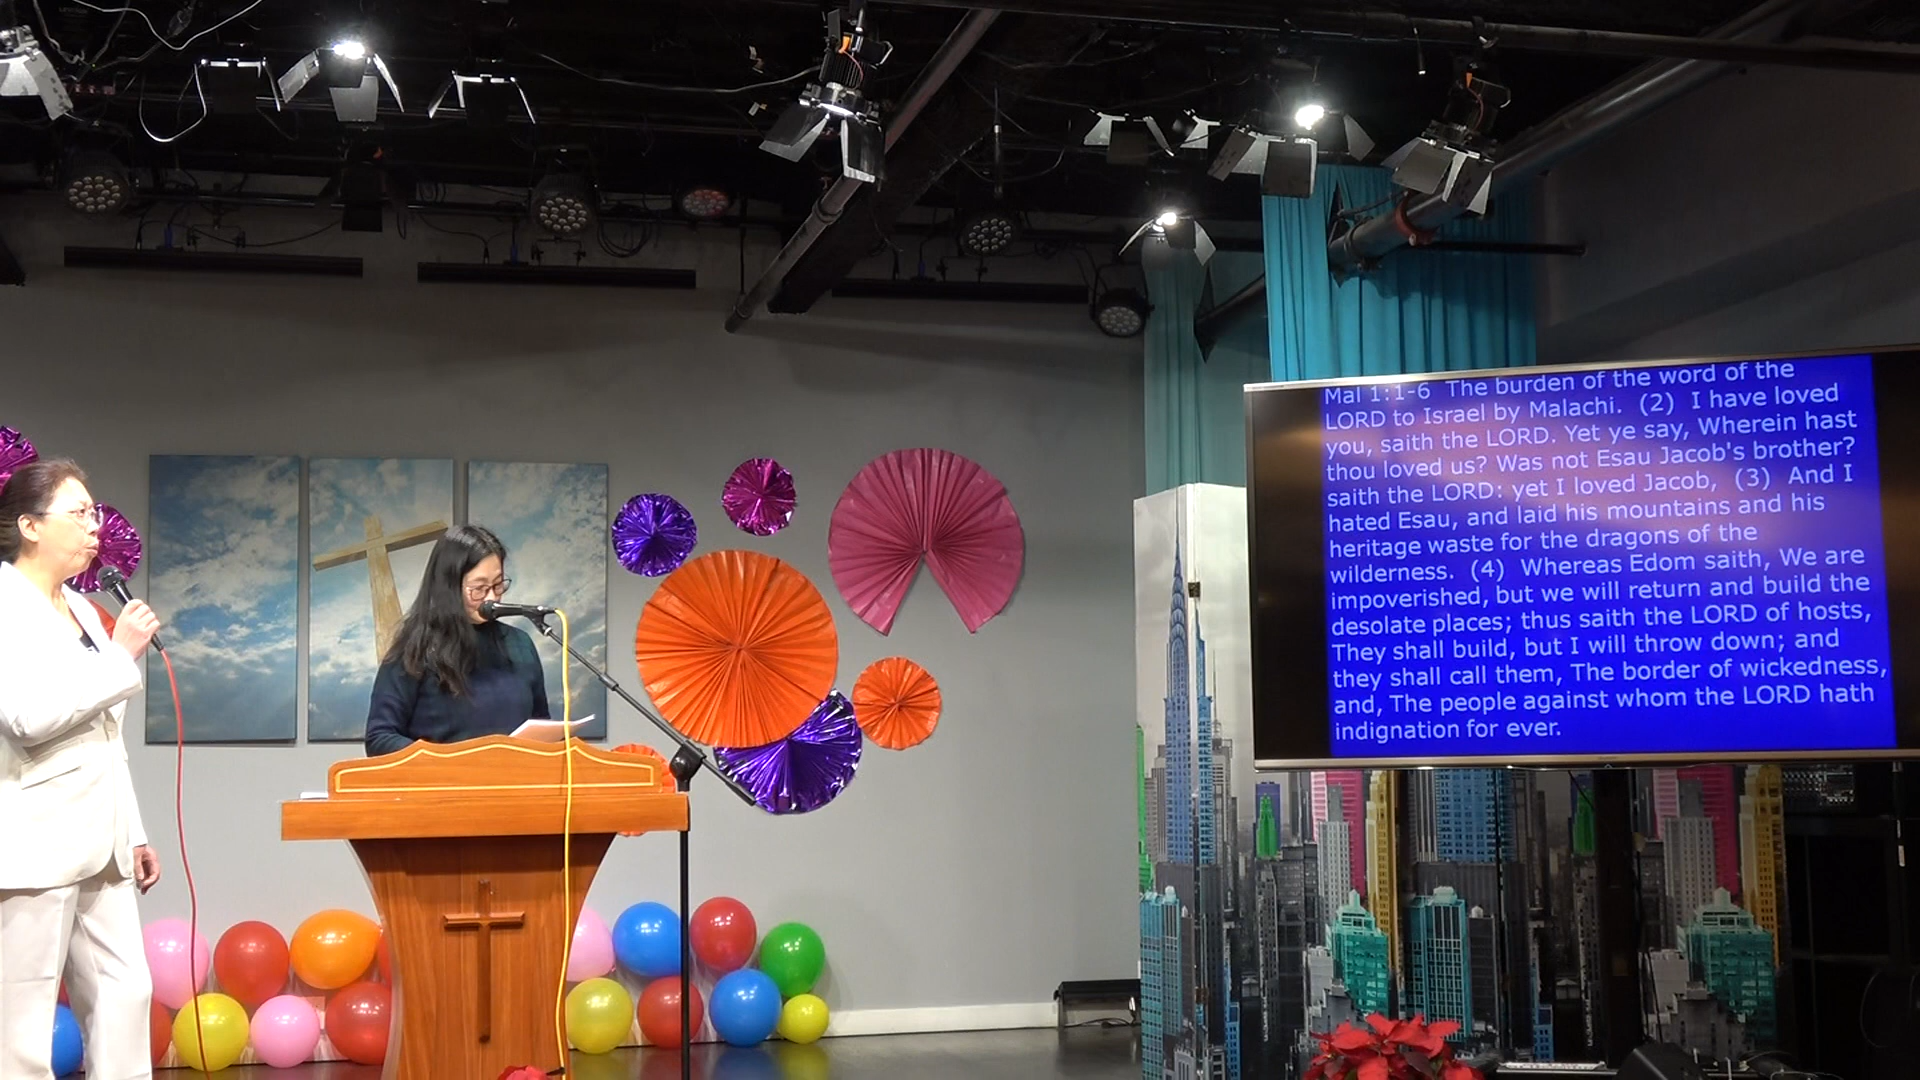 Mal 1:1-6 The burden of the word of the
LORD to Israel by Malachi. (2) I have loved
you, saith the LORD. Yet ye say, Wherein hast
thou loved us? Was not Esau Jacob's brother?
saith the LORD: yet I loved Jacob, (3) And I
hated Esau, and laid his mountains and his
heritage waste for the dragons of the
wilderness. (4) Whereas Edom saith, We are
impoverished, but we will return and build the
desolate places; thus saith the LORD of hosts,
They shall build, but I will throw down; and
they shall call them, The border of wickedness,
and, The people against whom the LORD hath
indignation for ever.